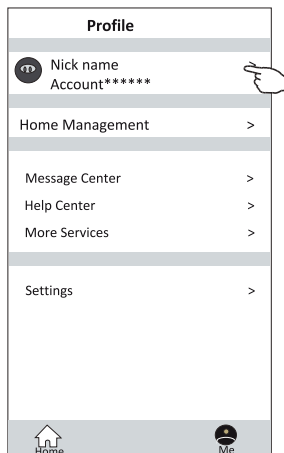 Profile
Nick name
Account******
Home Management >
Message Center >
Help Center >
More Services >
Settings >
Home Me